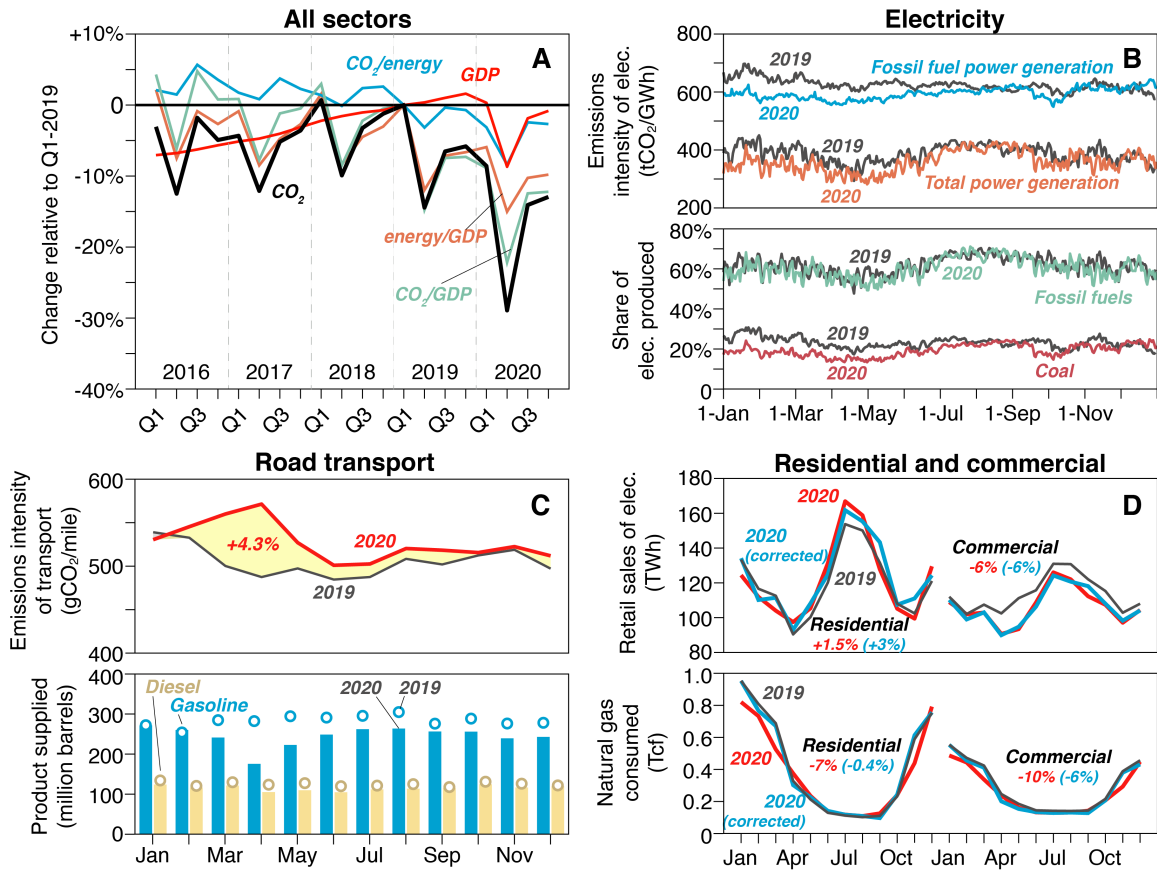 All sectors
+10%
0
-10%
-20%
-30%
-40%
Change relative to Q1-2019
CO2/energy
GDP
A
CO2
energy/GDP
CO2/GDP
2016
2017
2018
2019
2020
Q1
Q3
Q1
Q3
Q1
Q3
Q1
Q3
Q1
Q3
Electricity
800
600
400
200
Emissions
intensity of elec.
(tCO2/GWh)
2019
Fossil fuel power generation
B
2020
2019
Total power generation
2020
80%
60%
40%
20%
0
Share of
elec. produced
2019
2020
Fossil fuels
2019
2020
Coal
1-Jan
1-Mar
1-May
1-Jul
1-Sep
1-Nov
Road transport
600
500
400
Emissions intensity
of transport
(gCO2/mile)
C
+4.3%
2020
2019
400
300
200
100
0
Product supplied
(million barrels)
Diesel
Gasoline
2020
2019
Jan
Mar
May
Jul
Sep
Nov
Residential and commercial
180
160
140
120
100
80
Retail sales of elec.
(TWh)
2020
D
2020
(corrected)
2019
Commercial
-6% (-6%)
Residential
+1.5% (+3%)
1.0
0.8
0.6
0.4
0.2
0
Natural gas
consumed
(Tcf)
2019
2020
Residential
-7% (-0.4%)
Commercial
-10% (-6%)
2020
(corrected)
Jan
Apr
Jul
Oct
Jan
Apr
Jul
Oct